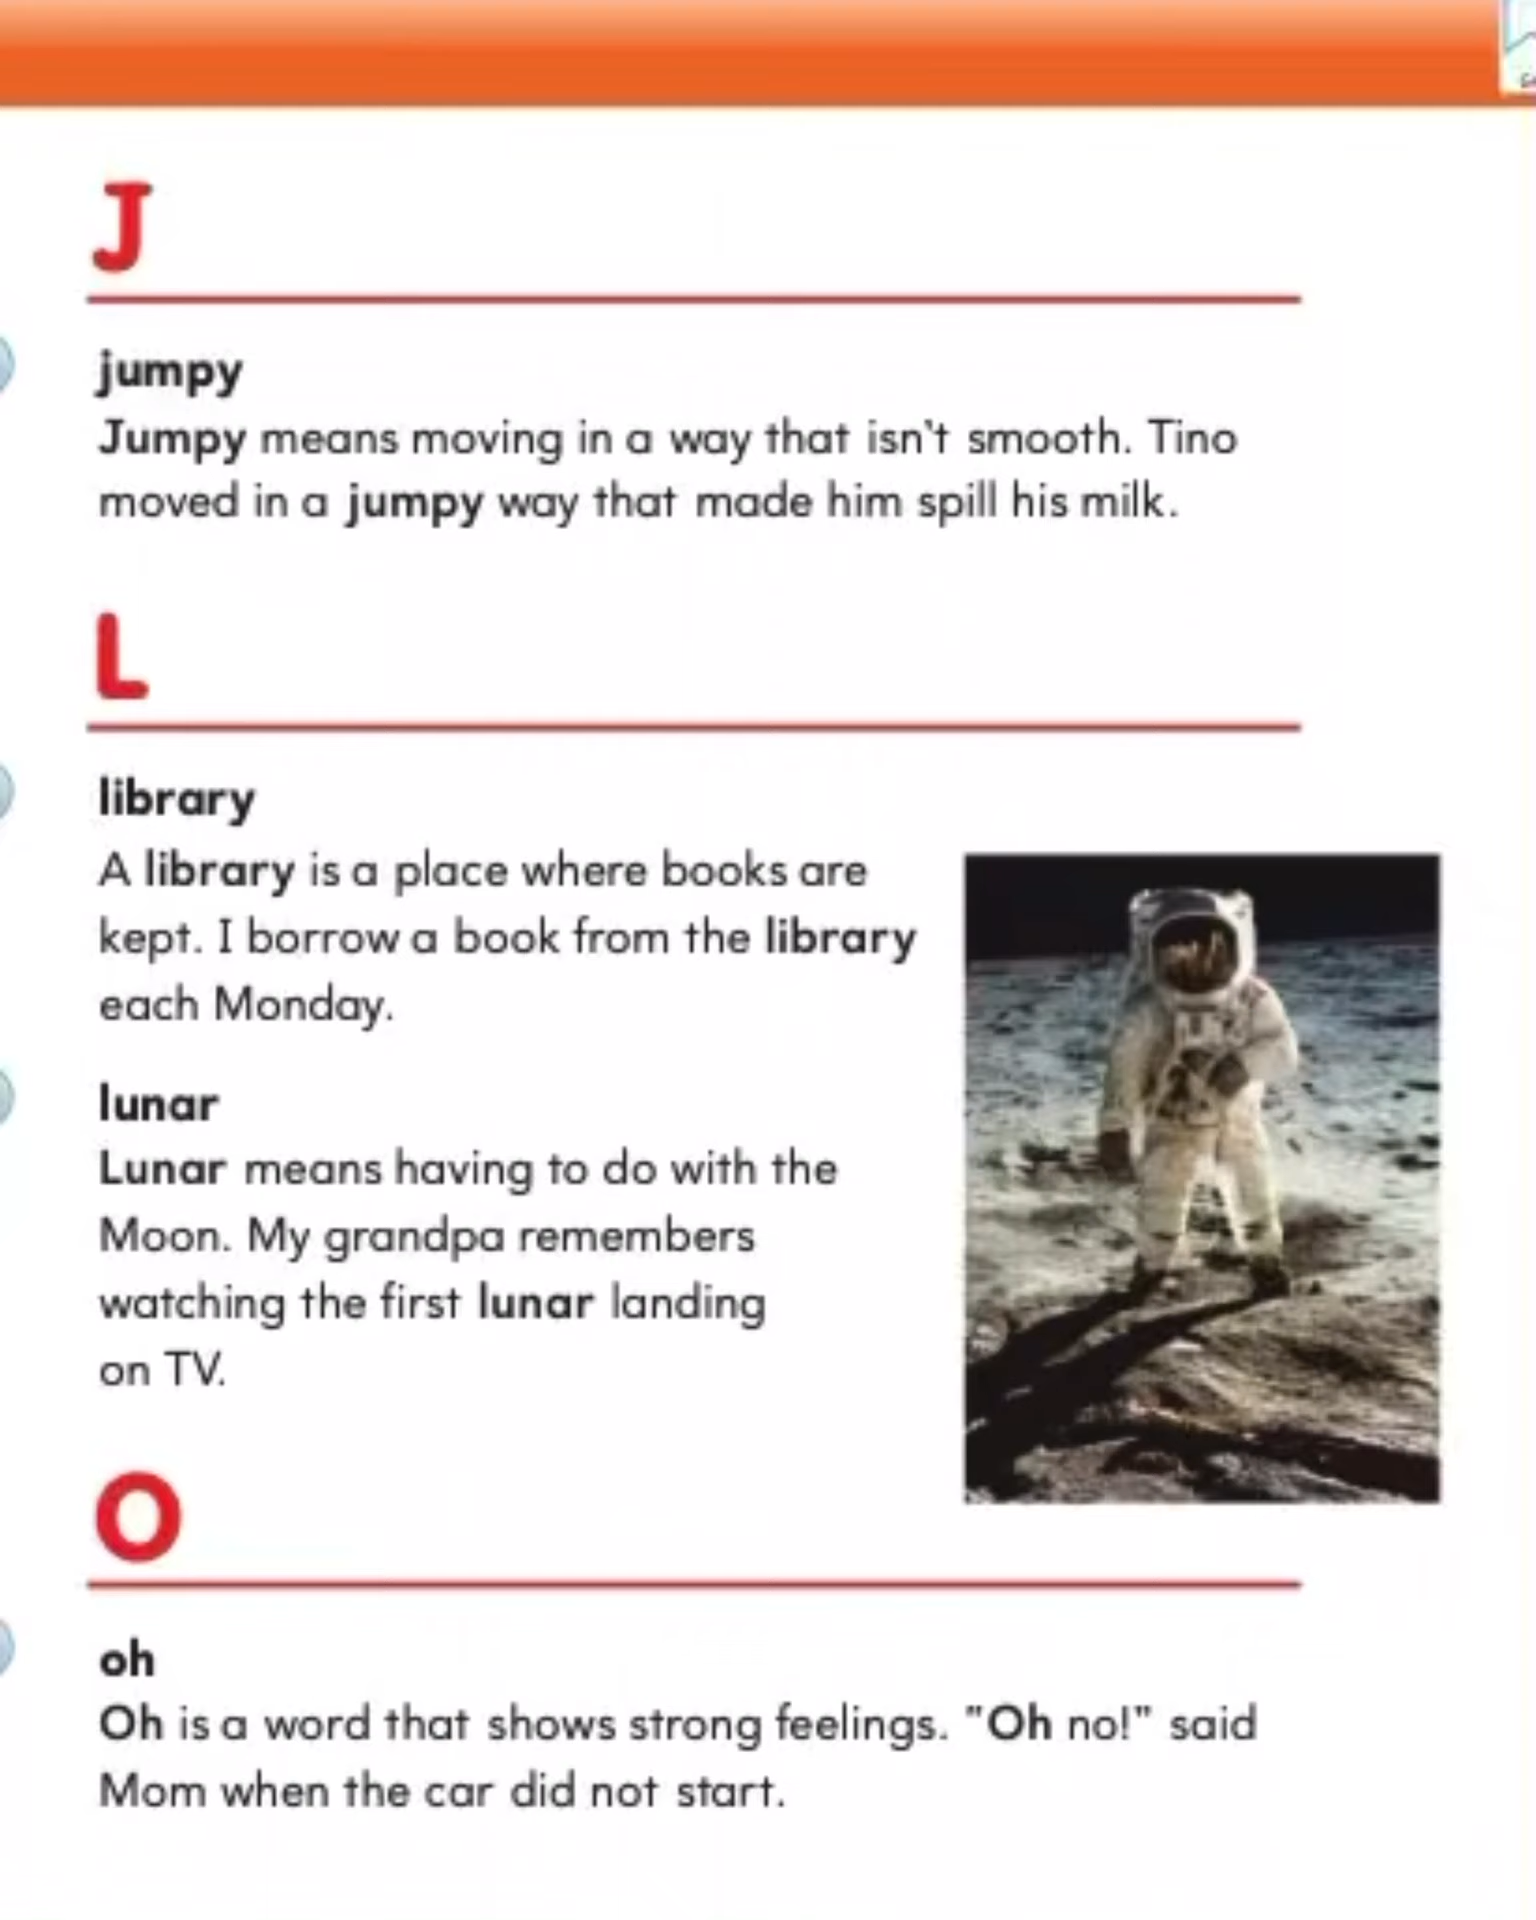 J
jumpy
Jumpy means moving in a way that isn't smooth. Tino
moved in a jumpy way that made him spill his milk.
L
library
A library is a place where books are
kept. I borrow a book from the library
each Monday.
lunar
Lunar means having to do with the
Moon. My grandpa remembers
watching the first lunar landing
on TV.
O
oh
Oh is a word that shows strong feelings. "Oh no!" said
Mom when the car did not start.